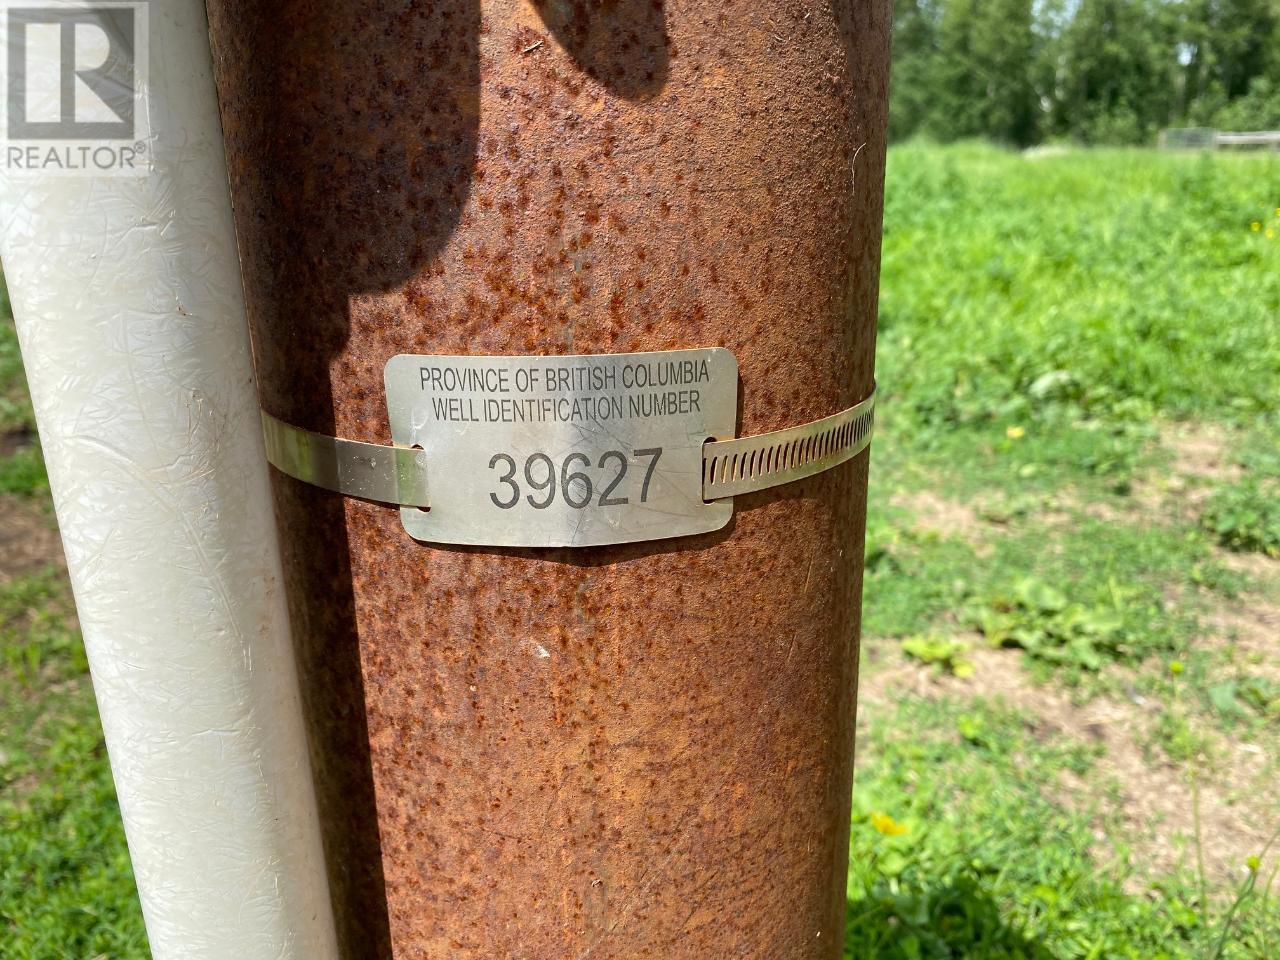 R
REALTOR®
PROVINCE OF BRITISH COLUMBIA
WELL IDENTIFICATION NUMBER
39627